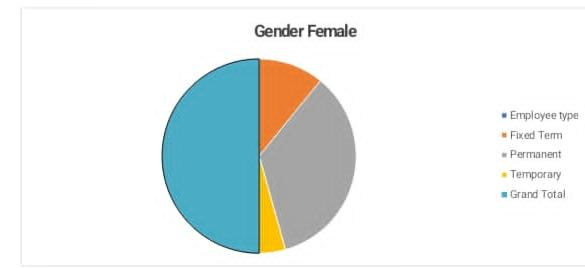 Gender Female
Employee type
Fixed Term
Permanent
Temporary
Grand Total